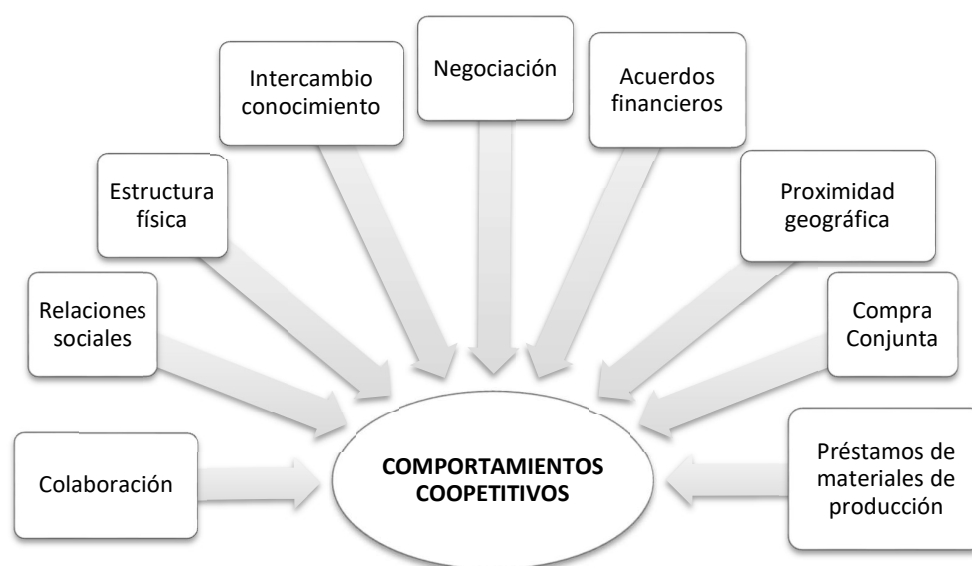 Negociación
Intercambio
conocimiento
Acuerdos
financieros
Estructura
física
Proximidad
geográfica
Relaciones
sociales
Compra
Conjunta
Colaboración
COMPORTAMIENTOS
COOPETITIVOS
Préstamos de
materiales de
producción